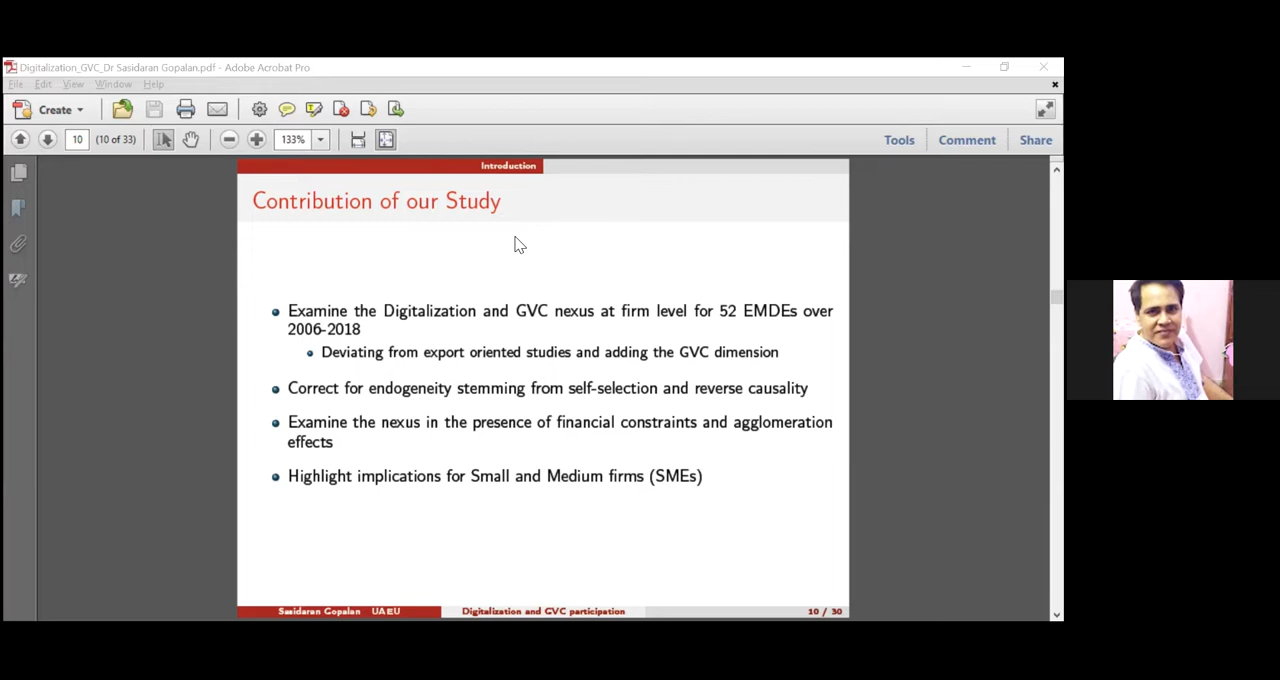 Digitalization_GVC_Dr Sasidaran Gopalan.pdf - Adobe Acrobat Pro
File Edit View Window Help
Create
10 (10 of 33) 133% Tools Comment Share
Introduction
Contribution of our Study
Examine the Digitalization and GVC nexus at firm level for 52 EMDEs over
2006-2018
Deviating from export oriented studies and adding the GVC dimension
Correct for endogeneity stemming from self-selection and reverse causality
Examine the nexus in the presence of financial constraints and agglomeration
effects
Highlight implications for Small and Medium firms (SMEs)
Sasidaran Gopalan UAEU Digitalization and GVC participation 10 / 30